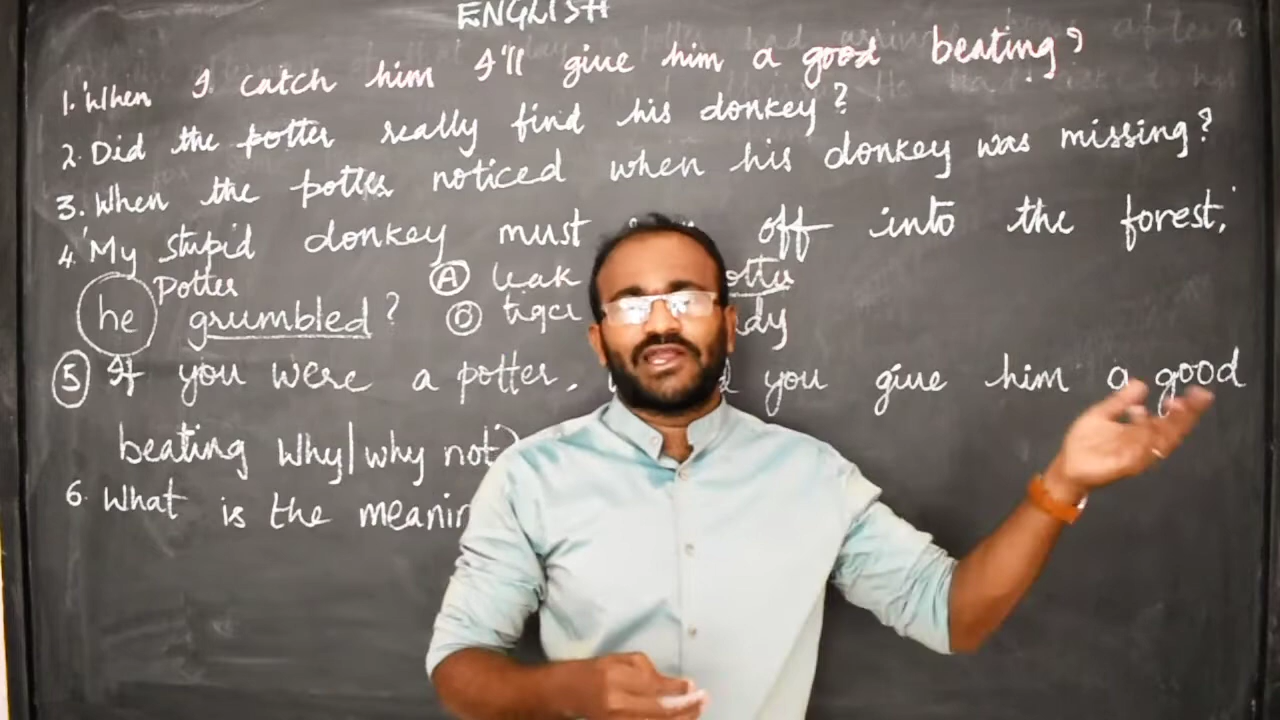 ENGLISH
1. 'When I catch him I'll give him a good beating?
2. Did the potter really find his donkey?
3. When the potter noticed when his donkey was missing?
4. 'My stupid donkey must off into the forest,'
Potter
he grumbled?
(A) leak
(B) tiger
(5) If you were a potter, you give him a good
beating Why/why not?
6. What is the